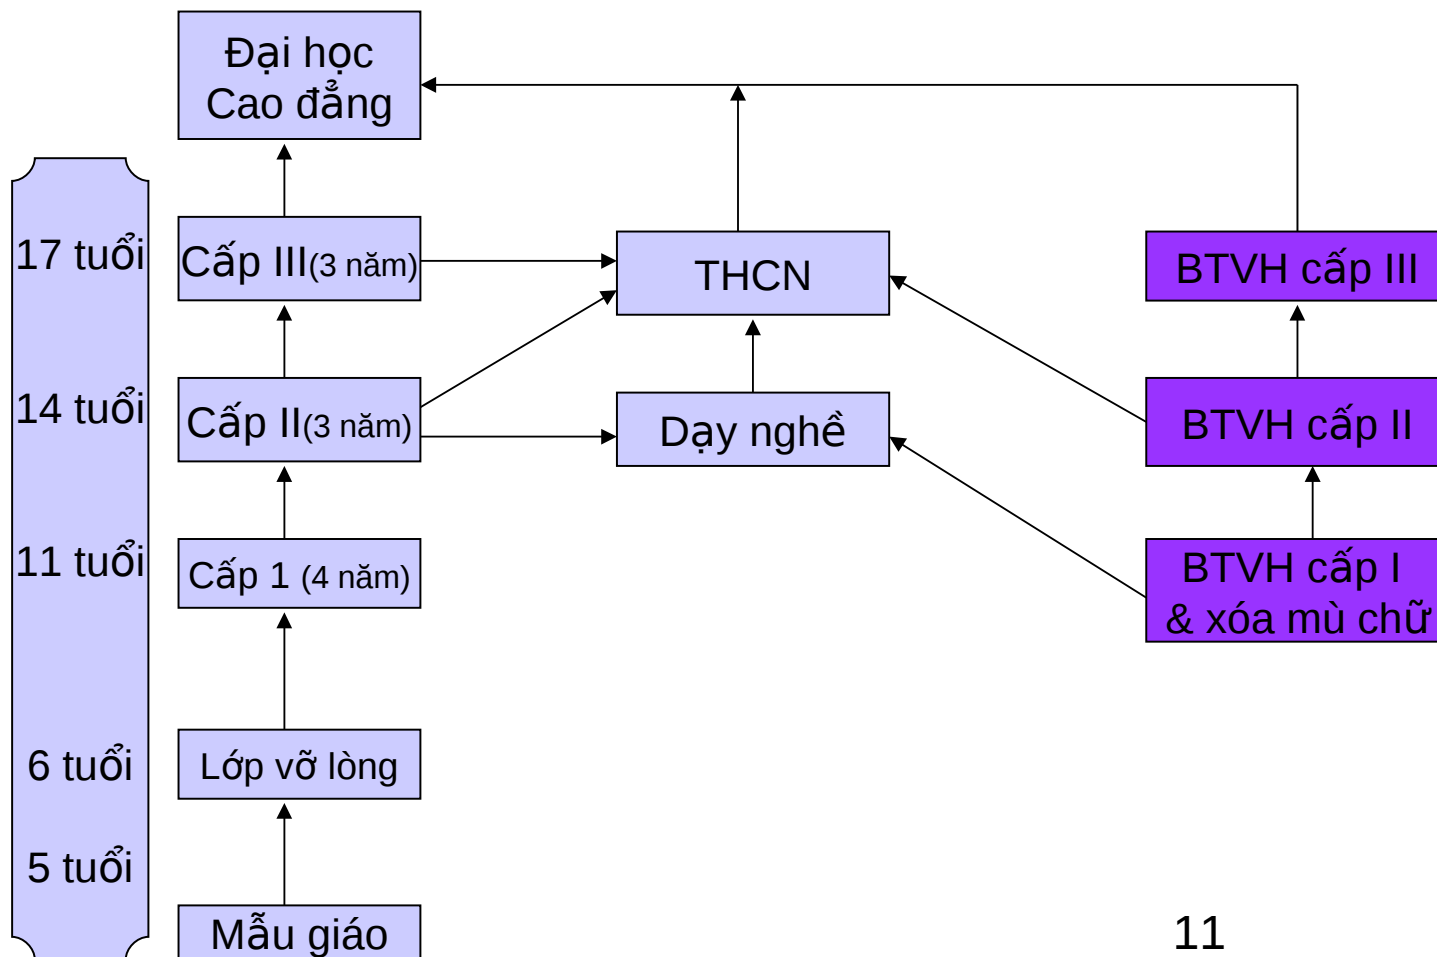 Đại học
Cao đẳng
17 tuổi
Cấp III(3 năm)
THCN
BTVH cấp III
14 tuổi
Cấp II(3 năm)
Dạy nghề
BTVH cấp II
11 tuổi
Cấp 1 (4 năm)
BTVH cấp I
& xóa mù chữ
6 tuổi
Lớp vỡ lòng
5 tuổi
Mẫu giáo
11